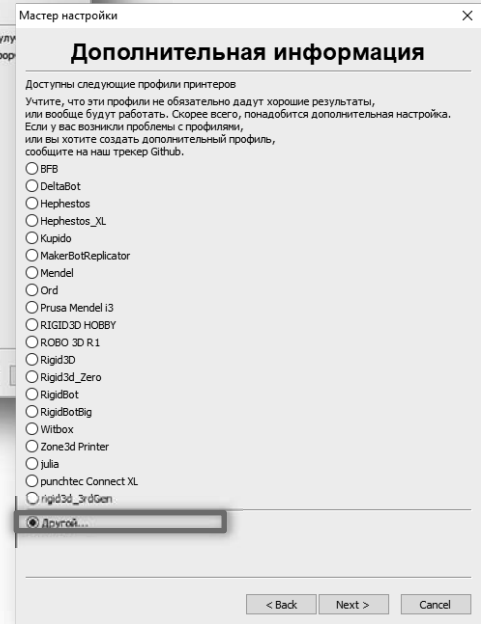 Мастер настройки
Дополнительная информация
Доступны следующие профили принтеров
Учтите, что эти профили не обязательно дадут хорошие результаты,
или вообще будут работать. Скорее всего, понадобится дополнительная настройка.
Если у вас возникли проблемы с профилями,
или вы хотите создать дополнительный профиль,
сообщите на наш трекер Github.
BFB
DeltaBot
Hephestos
Hephestos_XL
Kupido
MakerBotReplicator
Mendel
Ord
Prusa Mendel i3
RIGID3D HOBBY
ROBO 3D R1
Rigid3D
Rigid3d_Zero
RigidBot
RigidBotBig
Witbox
Zone3d Printer
julia
punchtec Connect XL
rigid3d_3rdGen
Другой...
< Back Next > Cancel